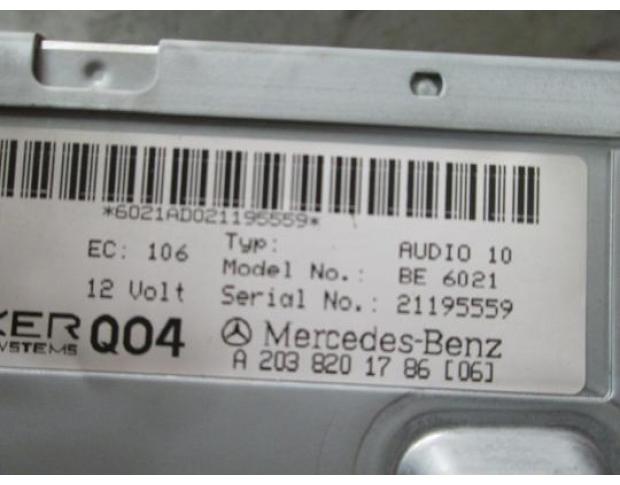 *6021AD021195559*
EC: 106 Typ: AUDIO 10
Model No.: BE 6021
12 Volt Serial No.: 21195559
SYSTEMS Q04 Mercedes-Benz
A 203 820 17 86 [06]